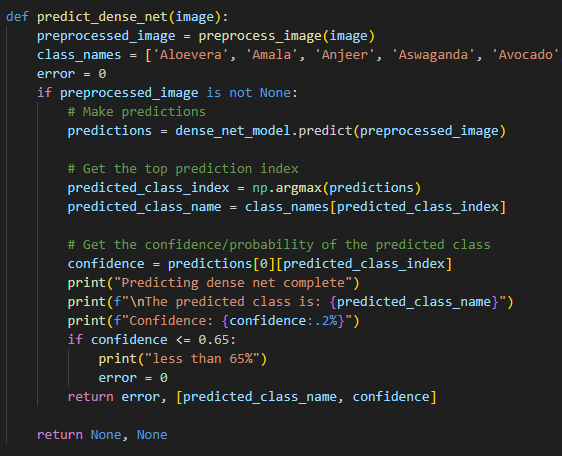 def predict_dense_net(image):
    preprocessed_image = preprocess_image(image)
    class_names = ['Aloevera', 'Amala', 'Anjeer', 'Aswaganda', 'Avocado'
    error = 0
    if preprocessed_image is not None:
        # Make predictions
        predictions = dense_net_model.predict(preprocessed_image)

        # Get the top prediction index
        predicted_class_index = np.argmax(predictions)
        predicted_class_name = class_names[predicted_class_index]

        # Get the confidence/probability of the predicted class
        confidence = predictions[0][predicted_class_index]
        print("Predicting dense net complete")
        print(f"\nThe predicted class is: {predicted_class_name}")
        print(f"Confidence: {confidence:.2%}")
        if confidence <= 0.65:
            print("less than 65%")
            error = 0
        return error, [predicted_class_name, confidence]

    return None, None